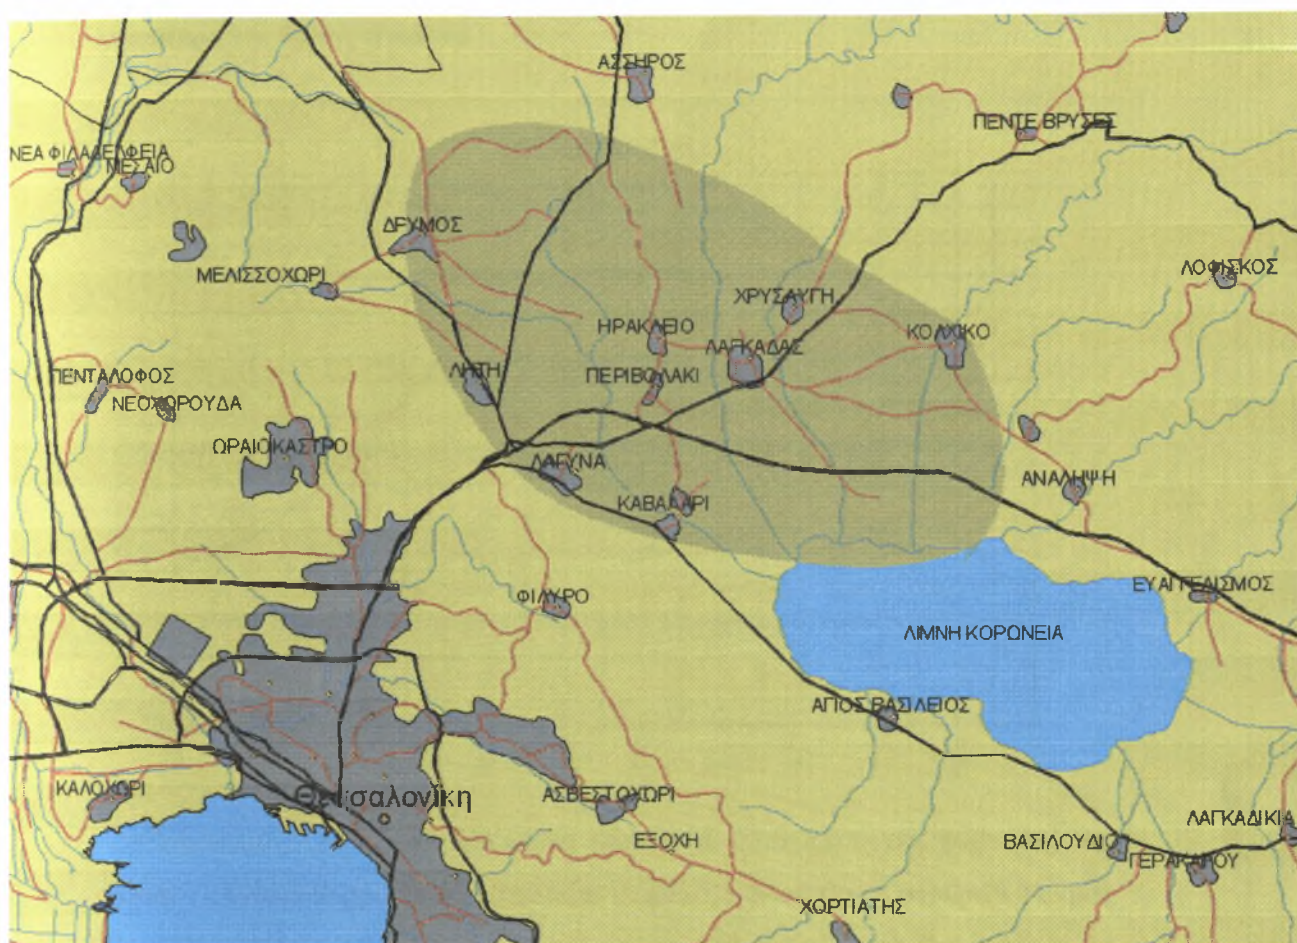 ΑΣΣΗΡΟΣ
ΠΕΝΤΕ ΒΡΥΣΕΣ
ΝΕΑ ΦΙΛΑΔΕΛΦΕΙΑ
ΜΕΣΑΙΟ
ΔΡΥΜΟΣ
ΜΕΛΙΣΣΟΧΩΡΙ
ΛΟΦΙΣΚΟΣ
ΧΡΥΣΑΥΓΗ
ΗΡΑΚΛΕΙΟ
ΚΟΛΧΙΚΟ
ΛΑΓΚΑΔΑΣ
ΛΗΤΗ
ΠΕΡΙΒΟΛΑΚΙ
ΠΕΝΤΑΛΟΦΟΣ
ΝΕΟΧΩΡΟΥΔΑ
ΩΡΑΙΟΚΑΣΤΡΟ
ΛΑΓΥΝΑ
ΑΝΑΛΗΨΗ
ΚΑΒΑΛΑΡΙ
ΕΥΑΓΓΕΛΙΣΜΟΣ
ΦΙΛΥΡΟ
ΛΙΜΝΗ ΚΟΡΩΝΕΙΑ
ΑΓΙΟΣ ΒΑΣΙΛΕΙΟΣ
ΚΑΛΟΧΩΡΙ
Θεσσαλονίκη
ΑΣΒΕΣΤΟΧΩΡΙ
ΛΑΓΚΑΔΙΚΙΑ
ΕΞΟΧΗ
ΒΑΣΙΛΟΥΔΙΟ
ΓΕΡΑΚΑΡΟΥ
ΧΟΡΤΙΑΤΗΣ